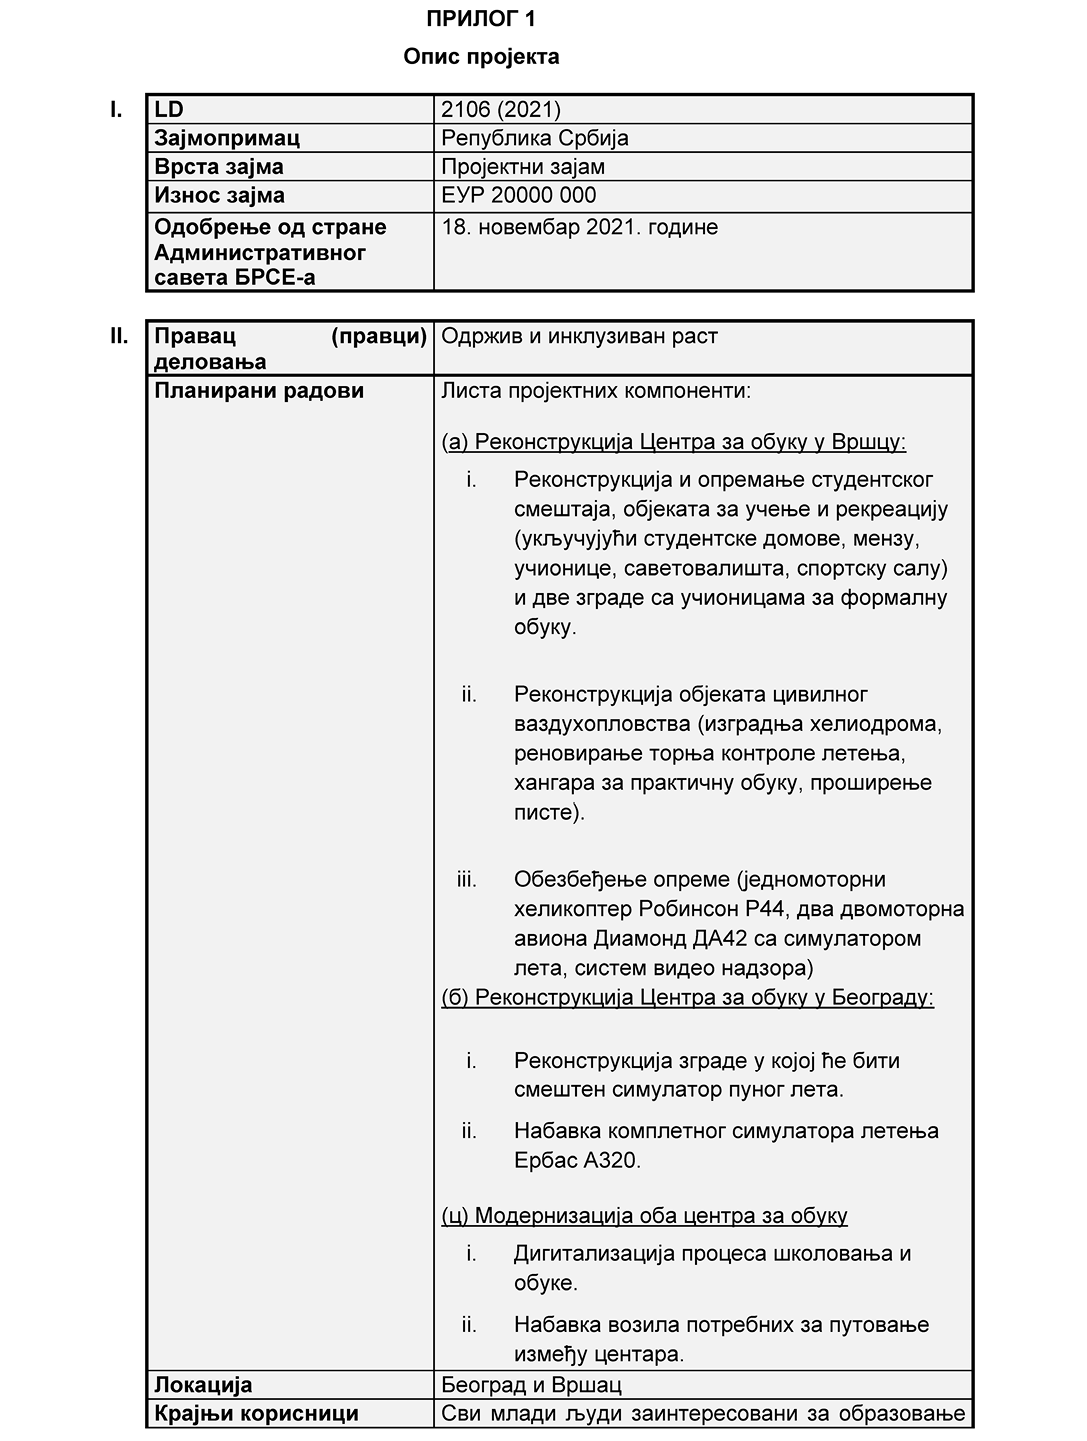 ПРИЛОГ 1
Опис пројекта
I. LD 2106 (2021)
Зајмопримац Република Србија
Врста зајма Пројектни зајам
Износ зајма ЕУР 20000 000
Одобрење од стране 18. новембар 2021. године
Административног
савета БРСЕ-а
II. Правац (правци) Одржив и инклузиван раст
деловања
Планирани радови Листа пројектних компоненти:
(а) Реконструкција Центра за обуку у Вршцу:
i. Реконструкција и опремање студентског
смештаја, објеката за учење и рекреацију
(укључујући студентске домове, мензу,
учионице, саветовалишта, спортску салу)
и две зграде са учионицама за формалну
обуку.
ii. Реконструкција објеката цивилног
ваздухопловства (изградња хелиодрома,
реновирање торња контроле летења,
хангара за практичну обуку, проширење
писте).
iii. Обезбеђење опреме (једномоторни
хеликоптер Робинсон Р44, два двомоторна
авиона Диамонд ДА42 са симулатором
лета, систем видео надзора)
(б) Реконструкција Центра за обуку у Београду:
i. Реконструкција зграде у којој ће бити
смештен симулатор пуног лета.
ii. Набавка комплетног симулатора летења
Ербас А320.
(ц) Модернизација оба центра за обуку
i. Дигитализација процеса школовања и
обуке.
ii. Набавка возила потребних за путовање
између центара.
Локација Београд и Вршац
Крајњи корисници Сви млади људи заинтересовани за образовање